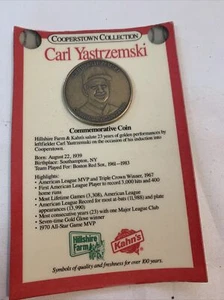 COOPERSTOWN COLLECTION
Carl Yastrzemski
Commemorative Coin
Hillshire Farm & Kahn's salute 23 years of golden performances by
leftfielder Carl Yastrzemski on the occasion of his induction into
Cooperstown.
Born: August 22, 1939
Birthplace: Southampton, NY
Team Played For: Boston Red Sox, 1961-1983
Highlights:
• American League MVP and Triple Crown Winner, 1967
• First American League Player to reach 3,000 hits and 400
home runs
• Most Lifetime Games (3,308), American League
• American League Record for most at-bats (11,988) and plate
appearances (13,990)
• Most consecutive years (23) with one Major League Club
• Seven-time Gold Glove winner
• 1970 All-Star Game MVP
Hillshire
Farm
Kahn's
Symbols of quality and freshness for over 100 years.